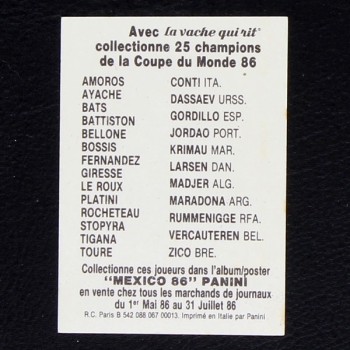 Avec la vache qui rit®
collectionne 25 champions
de la Coupe du Monde 86
AMOROS
AYACHE
BATS
BATTISTON
BELLONE
BOSSIS
FERNANDEZ
GIRESSE
LE ROUX
PLATINI
ROCHETEAU
STOPYRA
TIGANA
TOURE
CONTI ITA.
DASSAEV URSS.
GORDILLO ESP.
JORDAO PORT.
KRIMAU MAR.
LARSEN DAN.
MADJER ALG.
MARADONA ARG.
RUMMENIGGE RFA.
VERCAUTEREN BEL.
ZICO BRE.
Collectionne ces joueurs dans l'album/poster
"MEXICO 86" PANINI
en vente chez tous les marchands de journaux
du 1er Mai 86 au 31 Juillet 86
R.C. Paris B 542 088 067 00013. Imprimé en Italie par Panini